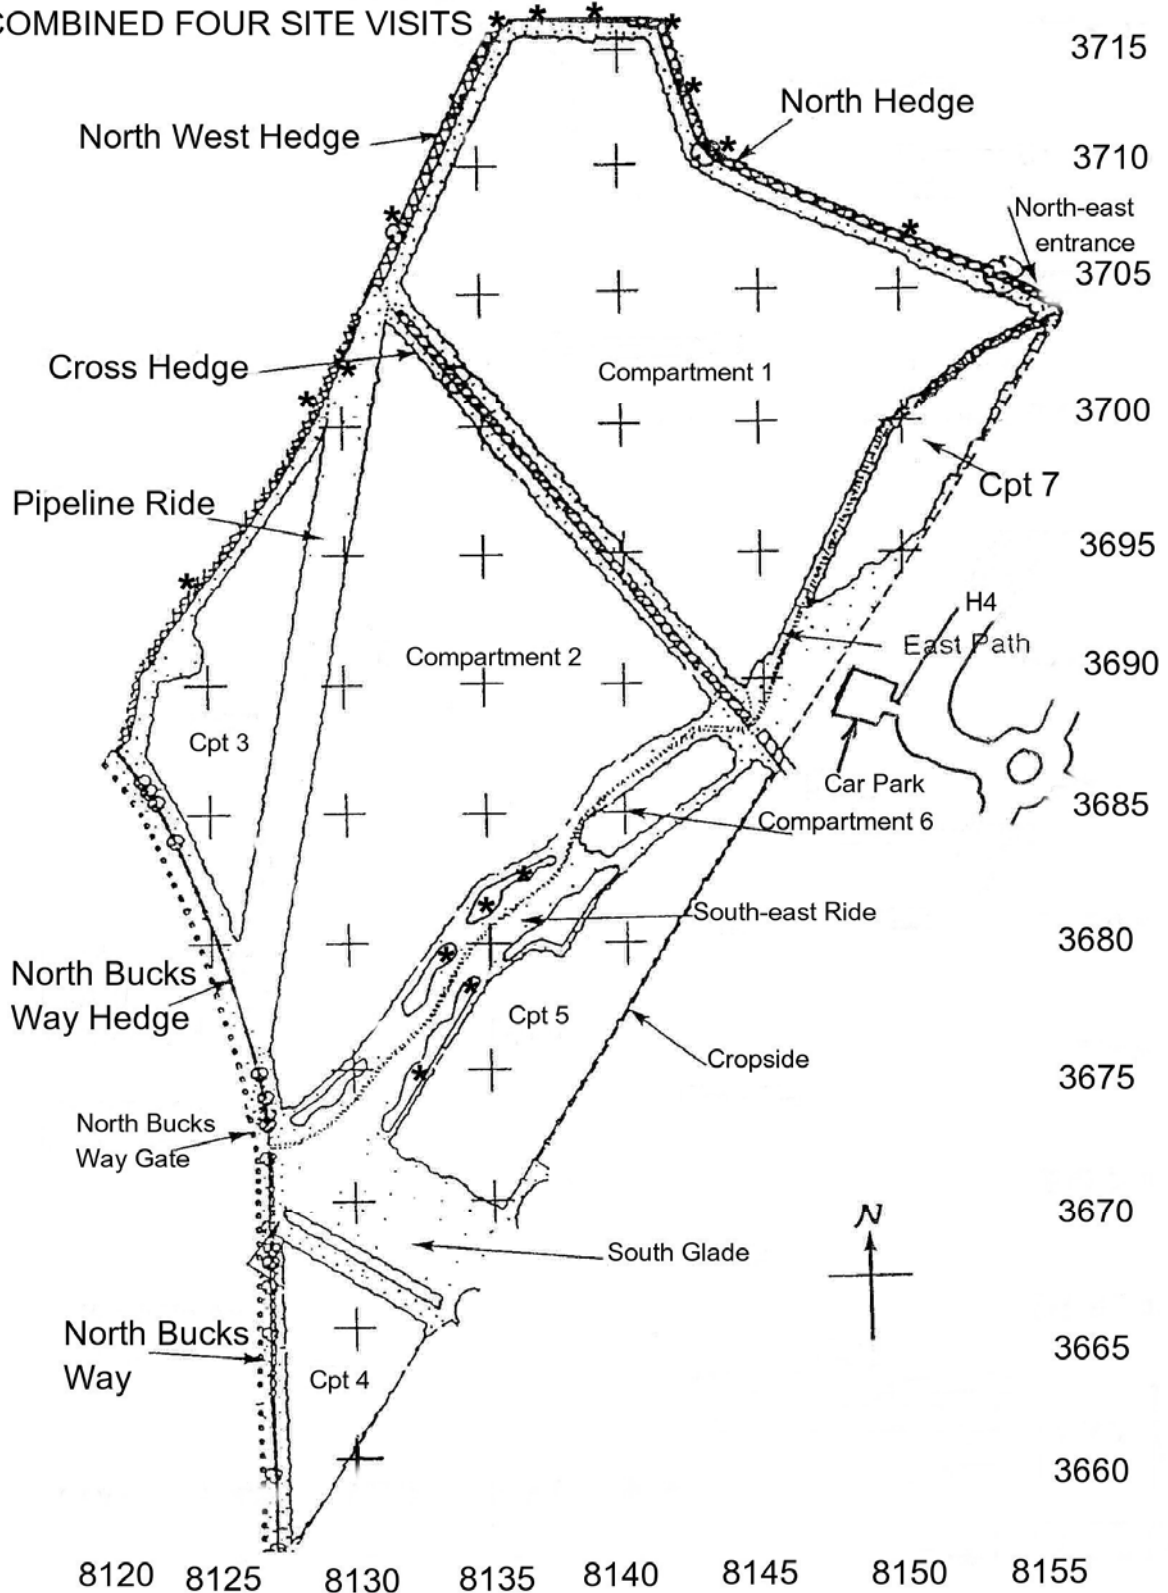 COMBINED FOUR SITE VISITS
3715
North Hedge
North West Hedge
3710
North-east
entrance
3705
Cross Hedge
Compartment 1
3700
Cpt 7
Pipeline Ride
3695
H4
East Path
Compartment 2
3690
Cpt 3
Car Park
3685
Compartment 6
South-east Ride
3680
North Bucks
Way Hedge
Cpt 5
Cropside
3675
North Bucks
Way Gate
3670
N
South Glade
North Bucks
Way
3665
Cpt 4
3660
8120 8125 8130 8135 8140 8145 8150 8155